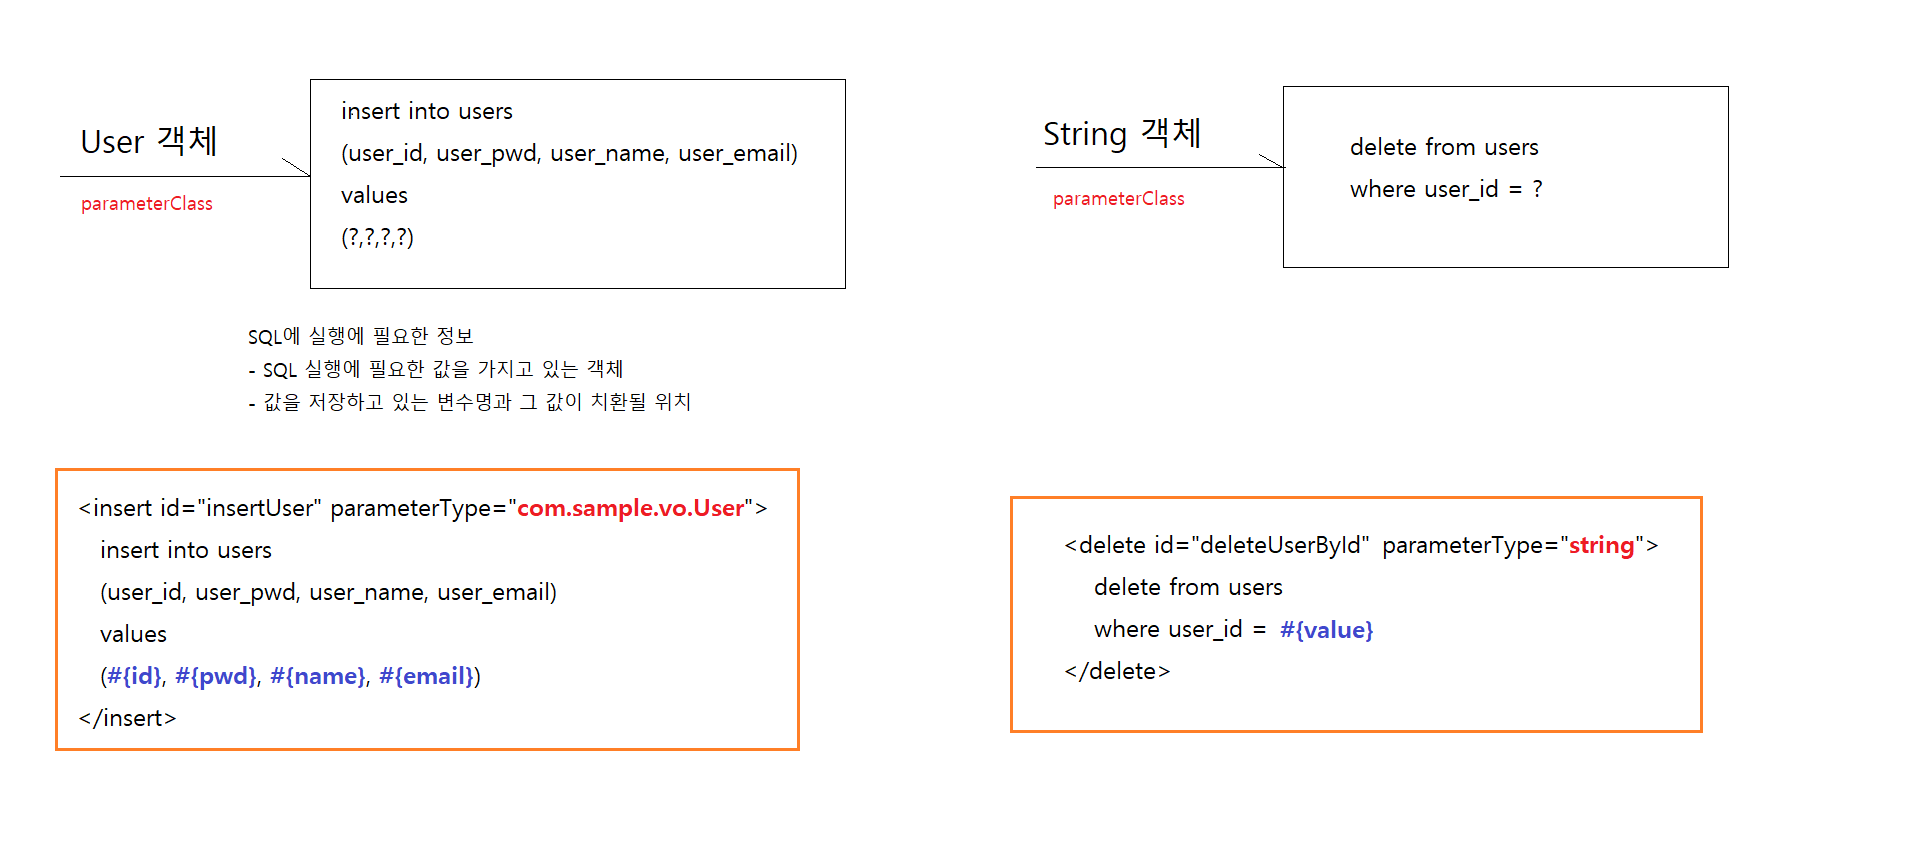 User 객체
parameterClass
insert into users
(user_id, user_pwd, user_name, user_email)
values
(?,?,?,?)
SQL에 실행에 필요한 정보
- SQL 실행에 필요한 값을 가지고 있는 객체
- 값을 저장하고 있는 변수명과 그 값이 치환될 위치
<insert id="insertUser" parameterType="com.sample.vo.User">
insert into users
(user_id, user_pwd, user_name, user_email)
values
(#{id}, #{pwd}, #{name}, #{email})
</insert>
String 객체
parameterClass
delete from users
where user_id = ?
<delete id="deleteUserById" parameterType="string">
delete from users
where user_id = #{value}
</delete>